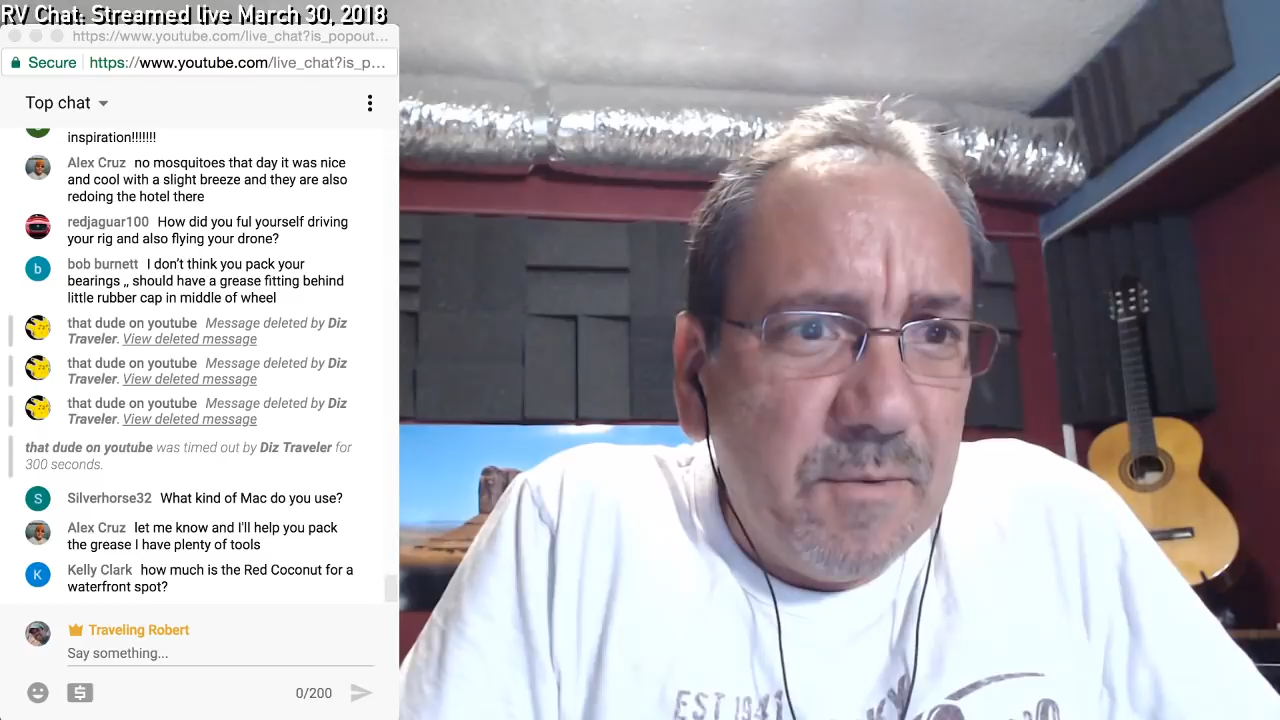 RV Chat: Streamed live March 30, 2018
https://www.youtube.com/live_chat?is_popout...
Secure https://www.youtube.com/live_chat?is_p...
Top chat
inspiration!!!!!!!
Alex Cruz no mosquitoes that day it was nice
and cool with a slight breeze and they are also
redoing the hotel there
redjaguar100 How did you ful yourself driving
your rig and also flying your drone?
b
bob burnett I don't think you pack your
bearings ,, should have a grease fitting behind
little rubber cap in middle of wheel
that dude on youtube Message deleted by Diz
Traveler. View deleted message
that dude on youtube Message deleted by Diz
Traveler. View deleted message
that dude on youtube Message deleted by Diz
Traveler. View deleted message
that dude on youtube was timed out by Diz Traveler for
300 seconds.
S Silverhorse32 What kind of Mac do you use?
Alex Cruz let me know and I'll help you pack
the grease I have plenty of tools
K Kelly Clark how much is the Red Coconut for a
waterfront spot?
Traveling Robert
Say something...
$ 0/200
EST 1941